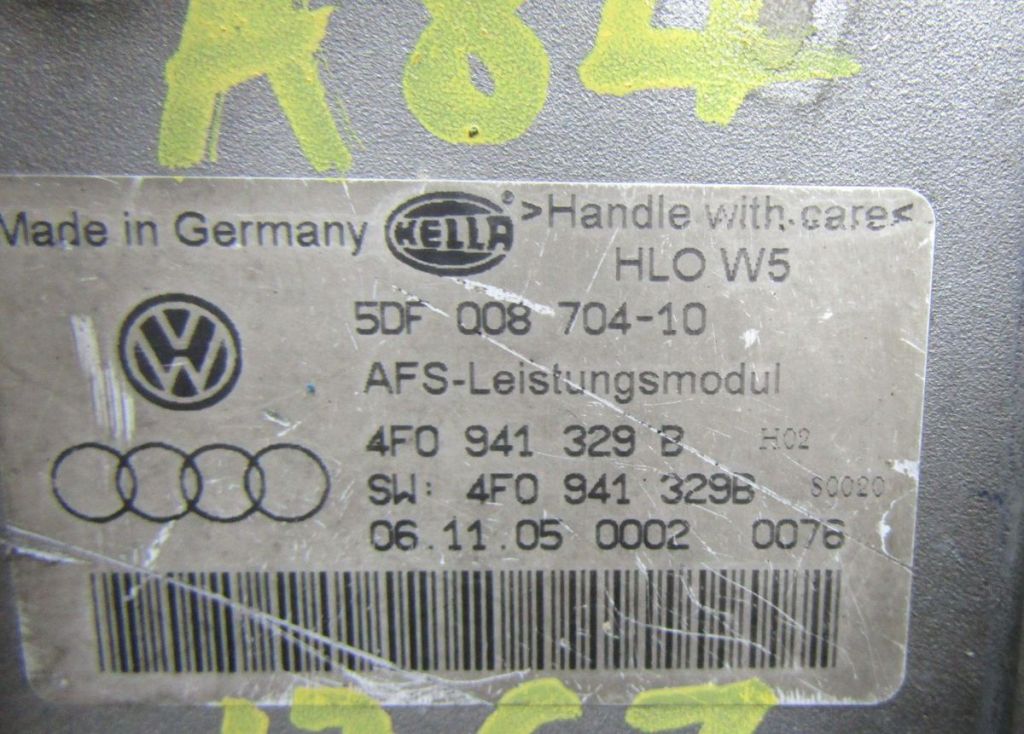 K84
Made in Germany HELLA ® >Handle with care<
HLO W5
5DF 008 704-10
AFS-Leistungsmodul
4F0 941 329 B H02
SW: 4F0 941 329B S0020
06.11.05 0002 0076